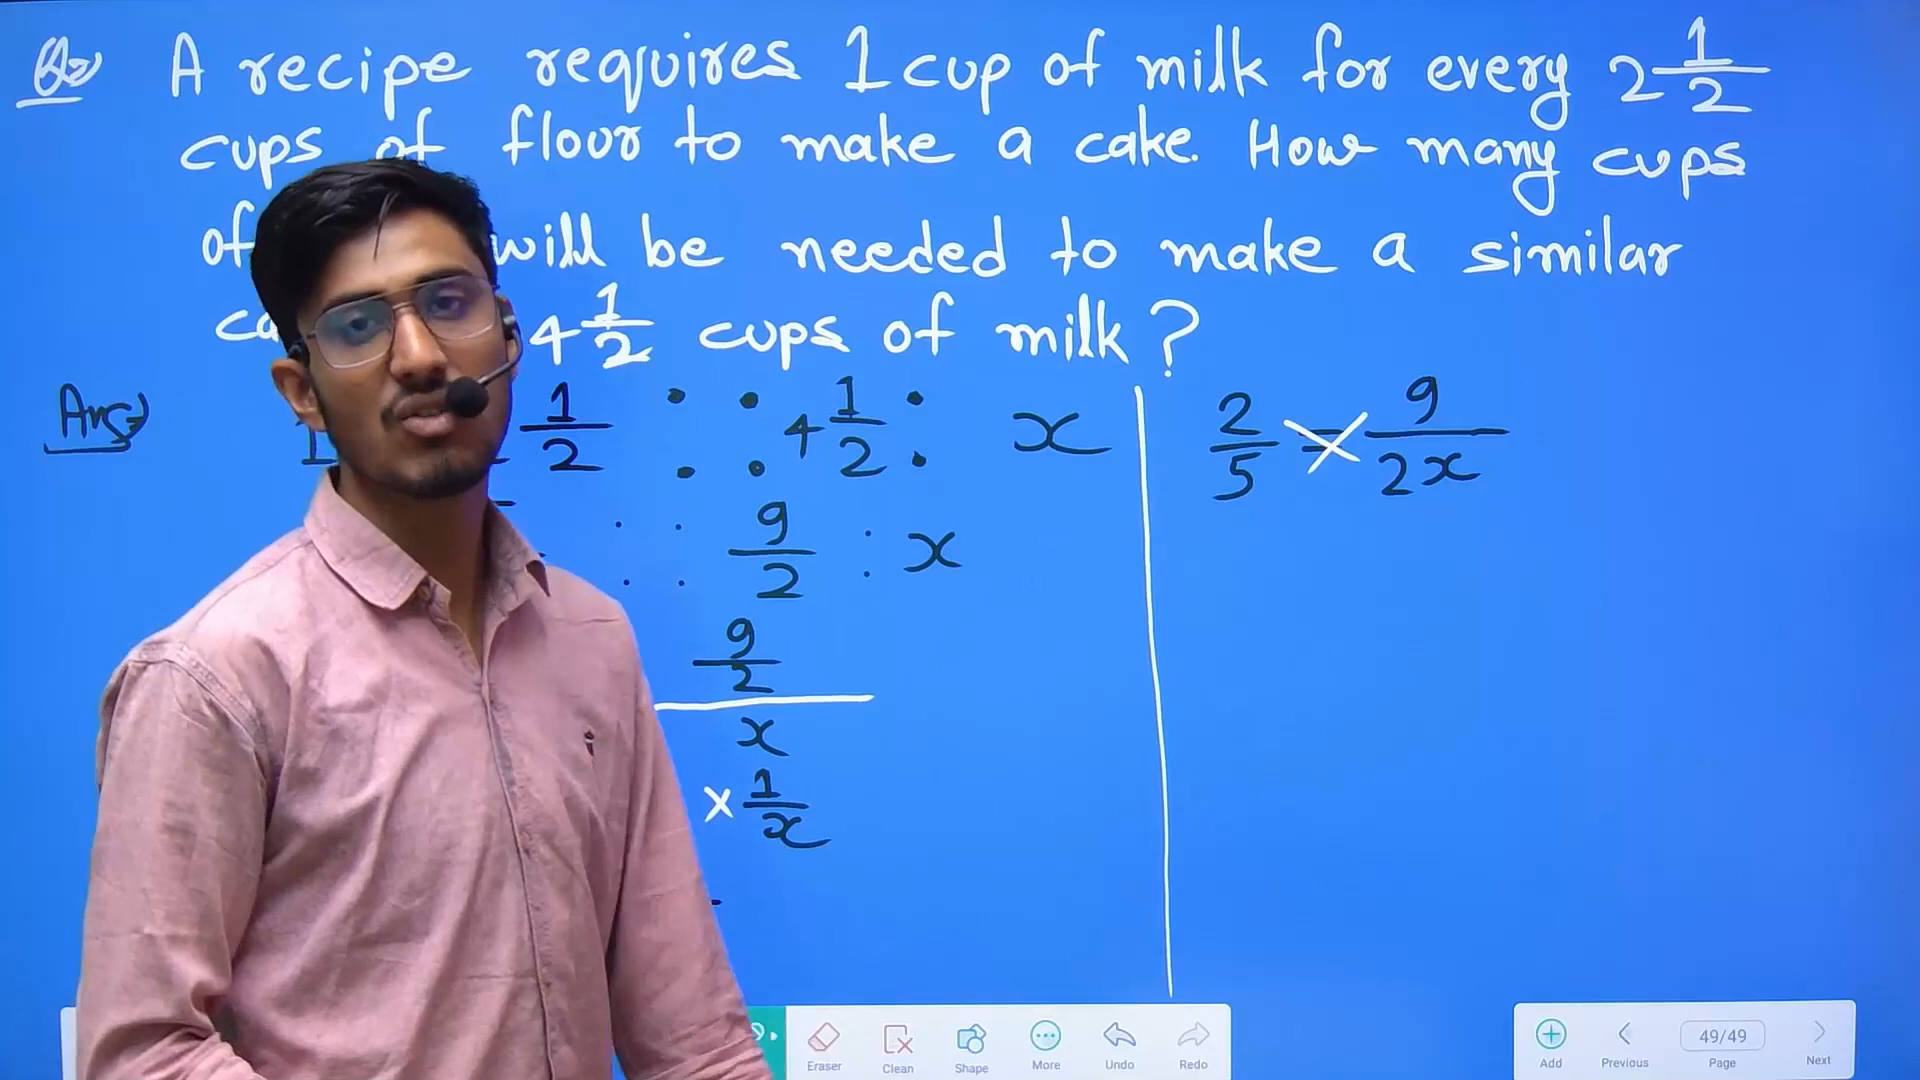 Q=> A recipe requires 1 cup of milk for every 2 1/2
cups of flour to make a cake. How many cups
of will be needed to make a similar
ca 4 1/2 cups of milk?
Ans=> 1 1/2 :: 4 1/2 : x
:: 9/2 : x
9/2
x
× 1/x
2/5 = 9/2x
Eraser Clean Shape More Undo Redo
Add Previous 49/49 Page Next